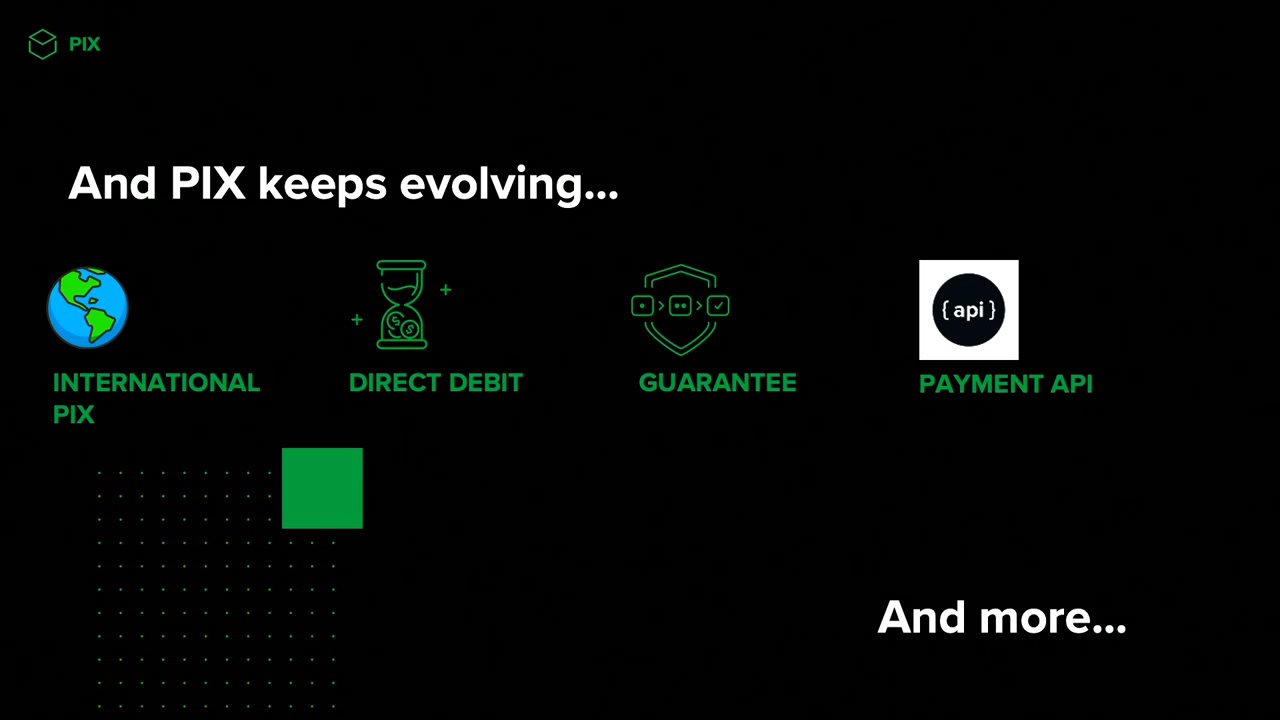 PIX
And PIX keeps evolving...
{ api }
INTERNATIONAL
PIX
DIRECT DEBIT
GUARANTEE
PAYMENT API
And more...